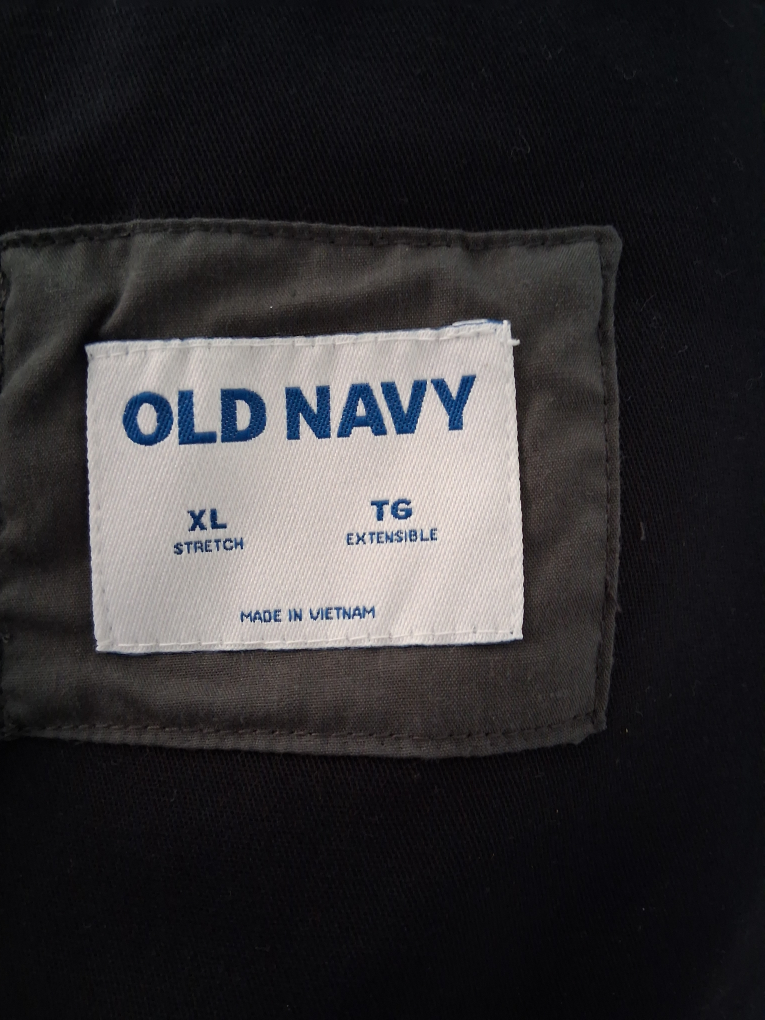 OLD NAVY
XL TG
STRETCH EXTENSIBLE
MADE IN VIETNAM